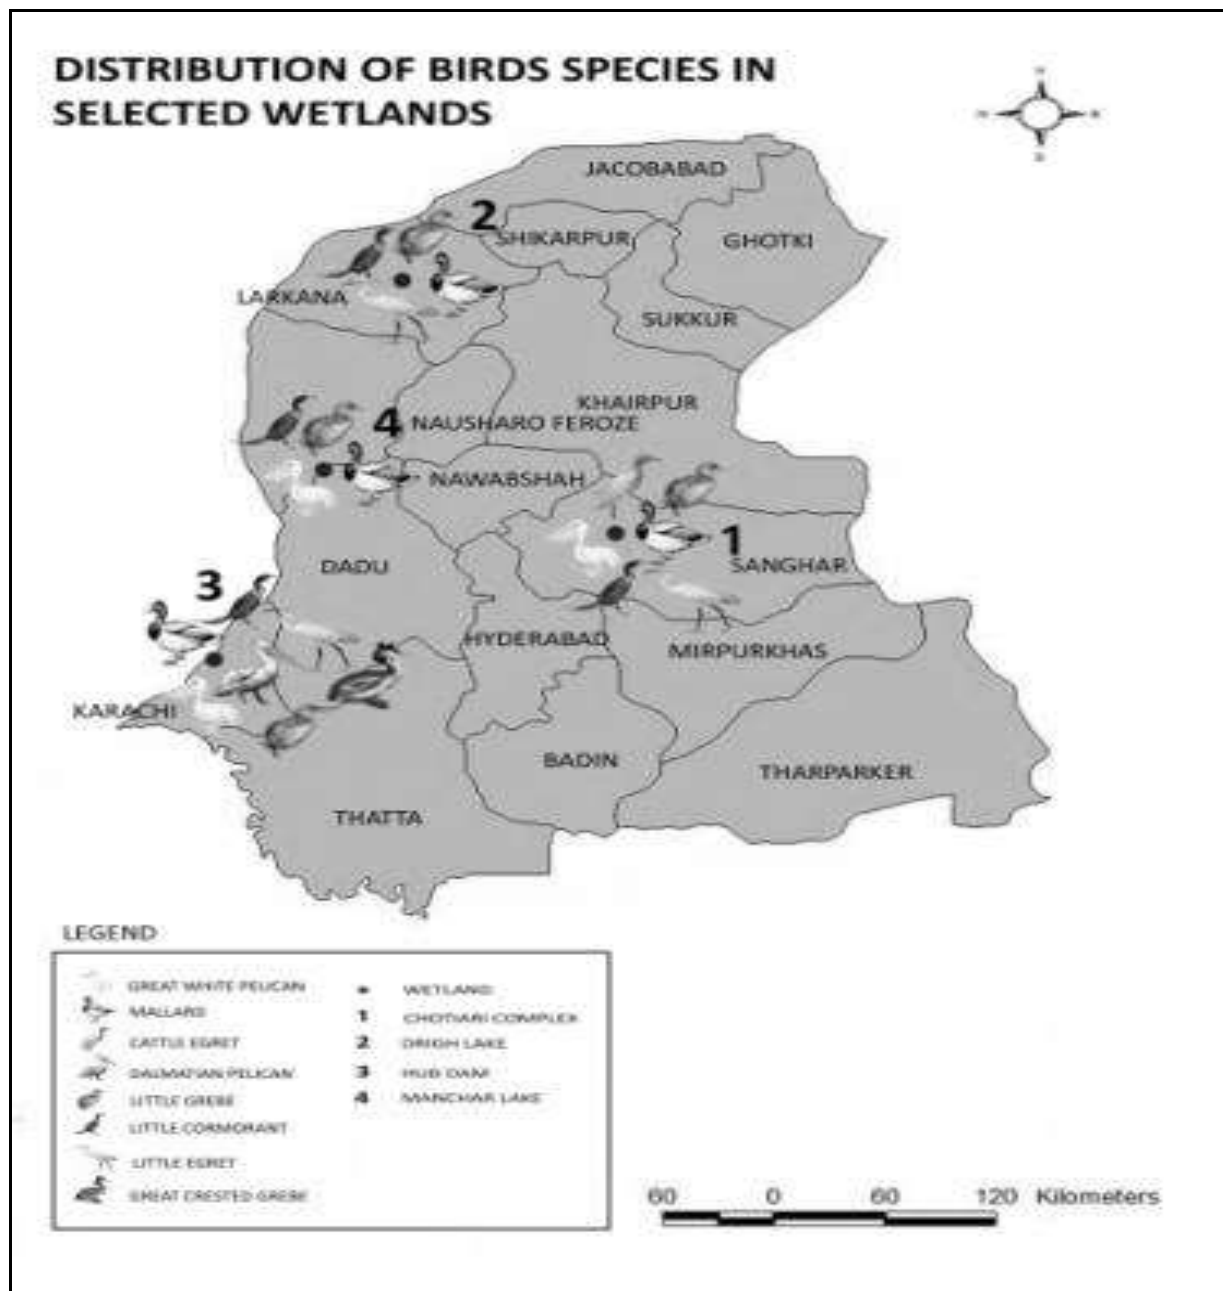 DISTRIBUTION OF BIRDS SPECIES IN
SELECTED WETLANDS
JACOBABAD
2
SHIKARPUR
GHOTKI
LARKANA
SUKKUR
KHAIRPUR
4
NAUSHARO FEROZE
NAWABSHAH
1
SANGHAR
DADU
3
HYDERABAD
MIRPURKHAS
KARACHI
BADIN
THARPARKER
THATTA
LEGEND
GREAT WHITE PELICAN
MALLARD
CATTLE EGRET
DALMATIAN PELICAN
LITTLE GREBE
LITTLE CORMORANT
LITTLE EGRET
GREAT CRESTED GREBE
WETLAND
1 CHOTIARI COMPLEX
2 DRIGH LAKE
3 HUB DAM
4 MANCHAR LAKE
60 0 60 120 Kilometers